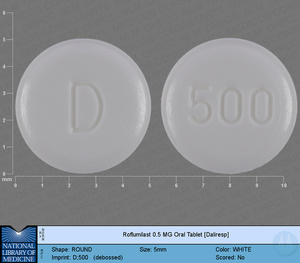 D 500
6
5
4
3
2
1
0
mm
0 1 2 3 4 5 6 7 8 9 10
Roflumilast 0.5 MG Oral Tablet [Daliresp]
NATIONAL
LIBRARY OF
MEDICINE
Shape: ROUND Size: 5mm Color: WHITE
Imprint: D;500 (debossed) Scored: No